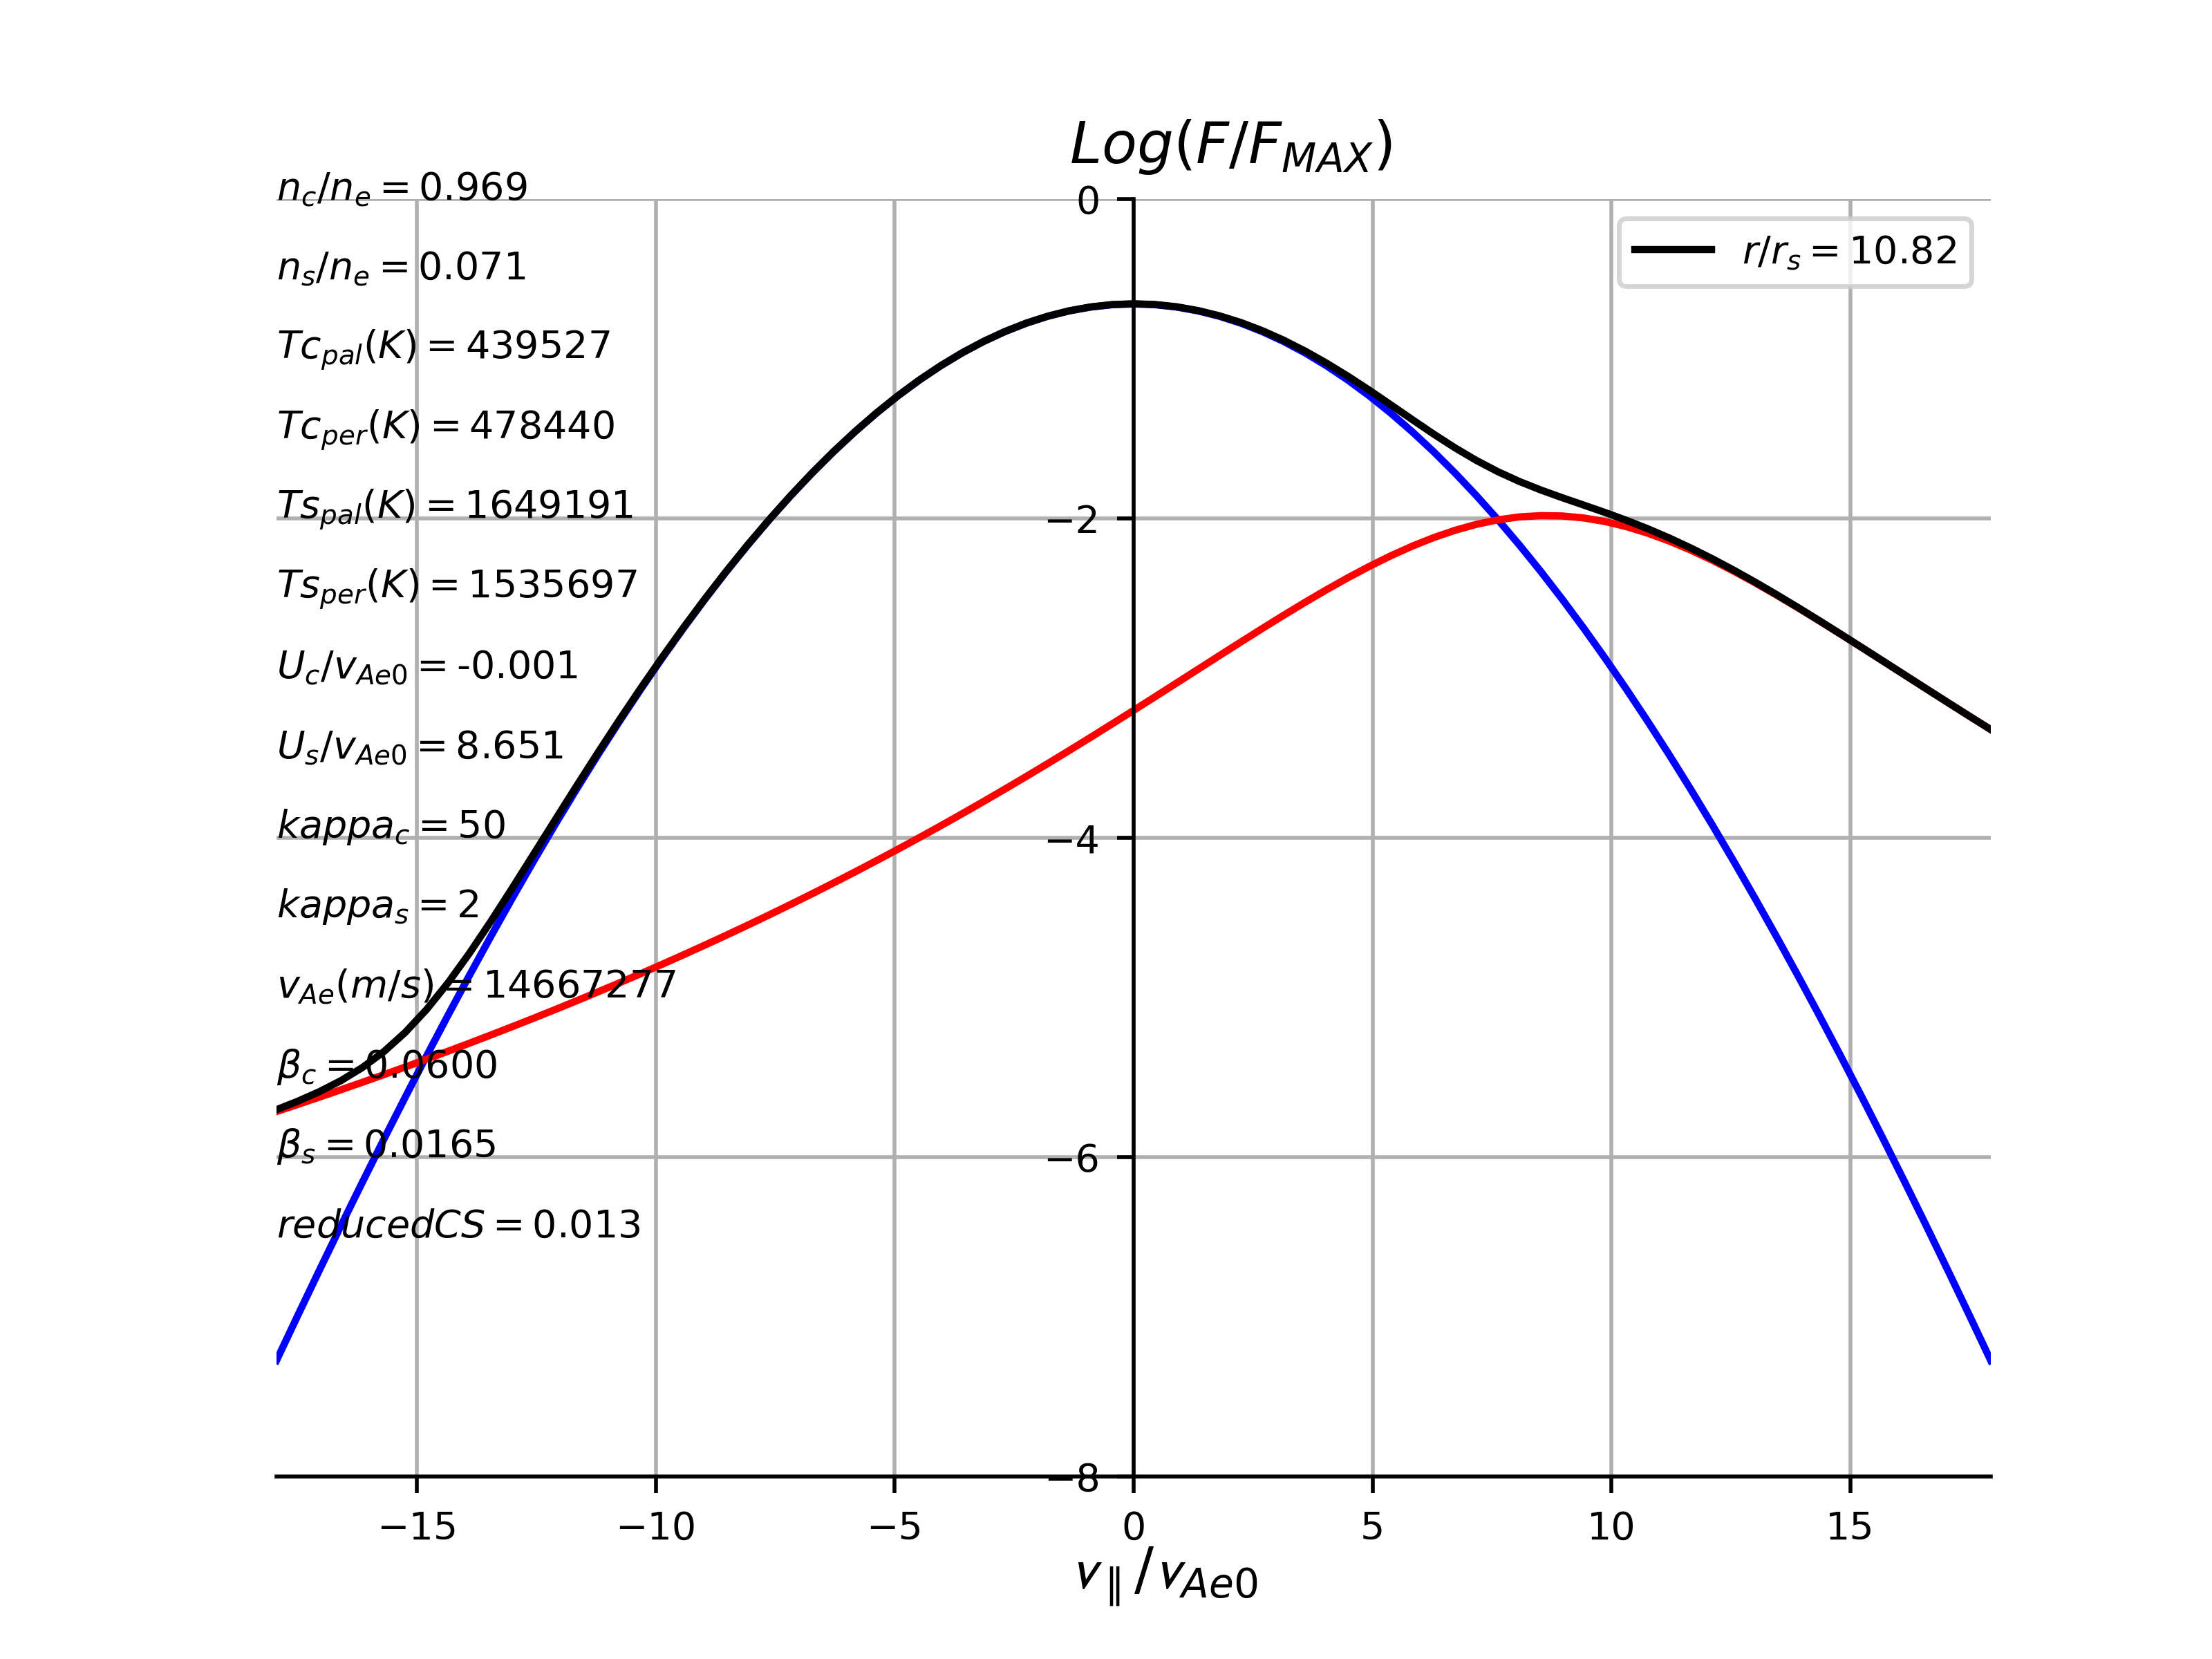 Log(F/F_MAX)
n_c/n_e = 0.969
n_s/n_e = 0.071
Tc_pal(K) = 439527
Tc_per(K) = 478440
Ts_pal(K) = 1649191
Ts_per(K) = 1535697
U_c/v_Ae0 = -0.001
U_s/v_Ae0 = 8.651
kappa_c = 50
kappa_s = 2
v_Ae(m/s) = 14667277
β_c = 0.0600
β_s = 0.0165
reducedCS = 0.013
r/r_s = 10.82
0
−2
−4
−6
−8
−15 −10 −5 0 5 10 15
v_∥/v_Ae0